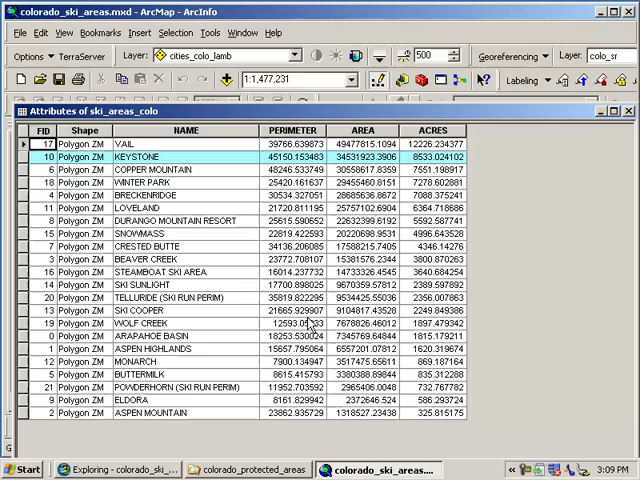 colorado_ski_areas.mxd - ArcMap - ArcInfo
File Edit View Bookmarks Insert Selection Tools Window Help
Options TerraServer Layer: cities_colo_lamb 500 Georeferencing Layer: colo_sr
1:1,477,231 Labeling
Attributes of ski_areas_colo
FID Shape NAME PERIMETER AREA ACRES
17 Polygon ZM VAIL 39766.639873 49477815.1094 12226.234377
10 Polygon ZM KEYSTONE 45150.153483 34531923.3906 8533.024102
6 Polygon ZM COPPER MOUNTAIN 48246.533749 30558617.8359 7551.198917
18 Polygon ZM WINTER PARK 25420.161637 29455460.8151 7278.602881
4 Polygon ZM BRECKENRIDGE 30534.327051 28685636.8672 7088.375241
11 Polygon ZM LOVELAND 21720.811195 25757102.6904 6364.718686
8 Polygon ZM DURANGO MOUNTAIN RESORT 25615.590652 22632399.6192 5592.587741
15 Polygon ZM SNOWMASS 22819.422593 20220698.9531 4996.643528
7 Polygon ZM CRESTED BUTTE 34136.206085 17588215.7405 4346.14276
3 Polygon ZM BEAVER CREEK 23772.708107 15381576.2344 3800.870263
16 Polygon ZM STEAMBOAT SKI AREA 16014.237732 14733326.4545 3640.684254
14 Polygon ZM SKI SUNLIGHT 17700.898025 9670359.57812 2389.597892
20 Polygon ZM TELLURIDE (SKI RUN PERIM) 35819.822295 9534425.55036 2356.007863
13 Polygon ZM SKI COOPER 21665.929907 9104817.43528 2249.849386
19 Polygon ZM WOLF CREEK 7678826.46012 1897.479342
0 Polygon ZM ARAPAHOE BASIN 18253.530024 7345769.64844 1815.179211
1 Polygon ZM ASPEN HIGHLANDS 15657.795064 6557201.07812 1620.319674
12 Polygon ZM MONARCH 7900.134947 3517475.65611 869.187164
5 Polygon ZM BUTTERMILK 8615.415793 3380388.89844 835.312288
21 Polygon ZM POWDERHORN (SKI RUN PERIM) 11952.703592 2965406.0048 732.767782
9 Polygon ZM ELDORA 8161.829942 2372646.524 586.293724
2 Polygon ZM ASPEN MOUNTAIN 23862.935729 1318527.23438 325.815175
Start Exploring - colorado_s... colorado_protected_areas colorado_ski_areas.... « 3:09 PM